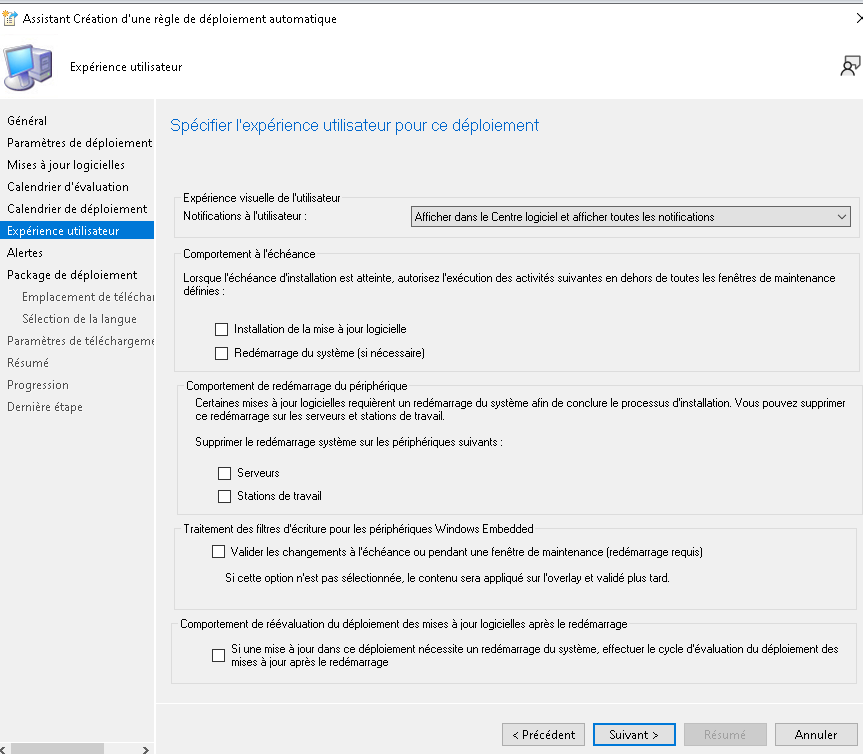 Assistant Création d'une règle de déploiement automatique
Expérience utilisateur
Général
Paramètres de déploiement
Mises à jour logicielles
Calendrier d'évaluation
Calendrier de déploiement
Expérience utilisateur
Alertes
Package de déploiement
Emplacement de téléchar
Sélection de la langue
Paramètres de téléchargeme
Résumé
Progression
Dernière étape
Spécifier l'expérience utilisateur pour ce déploiement
Expérience visuelle de l'utilisateur
Notifications à l'utilisateur :
Afficher dans le Centre logiciel et afficher toutes les notifications
Comportement à l'échéance
Lorsque l'échéance d'installation est atteinte, autorisez l'exécution des activités suivantes en dehors de toutes les fenêtres de maintenance
définies :
Installation de la mise à jour logicielle
Redémarrage du système (si nécessaire)
Comportement de redémarrage du périphérique
Certaines mises à jour logicielles requièrent un redémarrage du système afin de conclure le processus d'installation. Vous pouvez supprimer
ce redémarrage sur les serveurs et stations de travail.
Supprimer le redémarrage système sur les périphériques suivants :
Serveurs
Stations de travail
Traitement des filtres d'écriture pour les périphériques Windows Embedded
Valider les changements à l'échéance ou pendant une fenêtre de maintenance (redémarrage requis)
Si cette option n'est pas sélectionnée, le contenu sera appliqué sur l'overlay et validé plus tard.
Comportement de réévaluation du déploiement des mises à jour logicielles après le redémarrage
Si une mise à jour dans ce déploiement nécessite un redémarrage du système, effectuer le cycle d'évaluation du déploiement des
mises à jour après le redémarrage
< Précédent
Suivant >
Résumé
Annuler